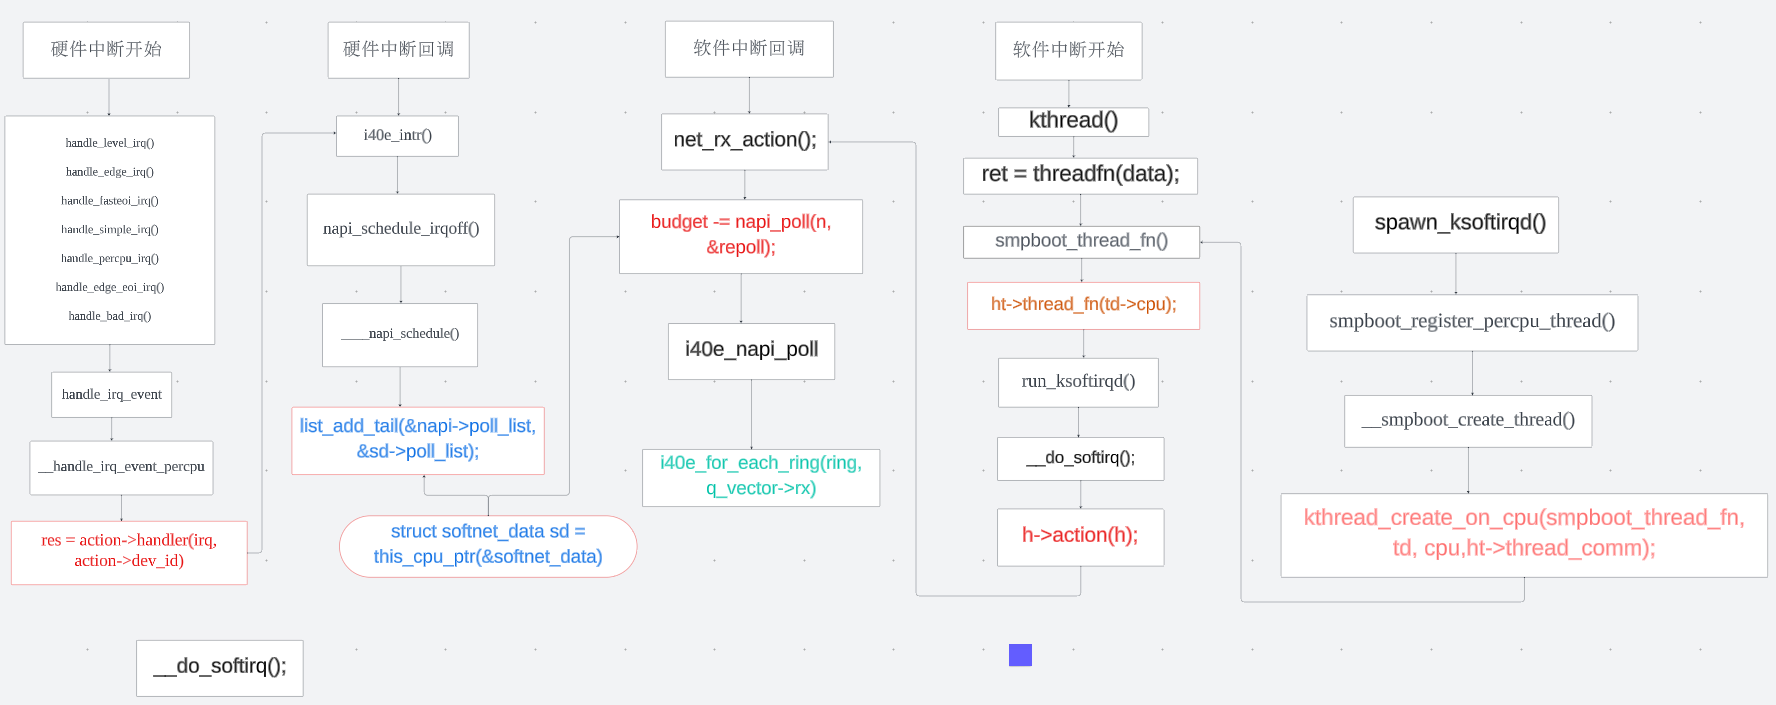 硬件中断开始
handle_level_irq()
handle_edge_irq()
handle_fasteoi_irq()
handle_simple_irq()
handle_percpu_irq()
handle_edge_eoi_irq()
handle_bad_irq()
handle_irq_event
__handle_irq_event_percpu
res = action->handler(irq,
action->dev_id)
__do_softirq();
硬件中断回调
i40e_intr()
napi_schedule_irqoff()
____napi_schedule()
list_add_tail(&napi->poll_list,
&sd->poll_list);
struct softnet_data sd =
this_cpu_ptr(&softnet_data)
软件中断回调
net_rx_action();
budget -= napi_poll(n,
&repoll);
i40e_napi_poll
i40e_for_each_ring(ring,
q_vector->rx)
软件中断开始
kthread()
ret = threadfn(data);
smpboot_thread_fn()
ht->thread_fn(td->cpu);
run_ksoftirqd()
__do_softirq();
h->action(h);
spawn_ksoftirqd()
smpboot_register_percpu_thread()
__smpboot_create_thread()
kthread_create_on_cpu(smpboot_thread_fn,
td, cpu,ht->thread_comm);